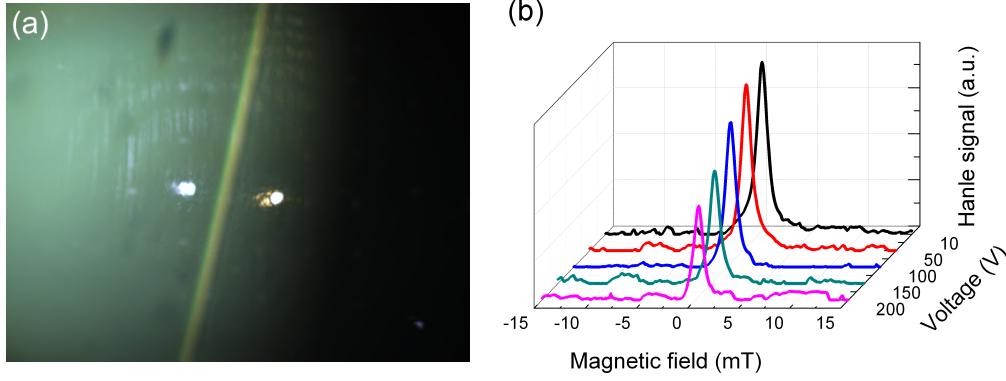 (a)
(b)
Hanle signal (a.u.)
10
50
100
150
200
Voltage (V)
-15 -10 -5 0 5 10 15
Magnetic field (mT)